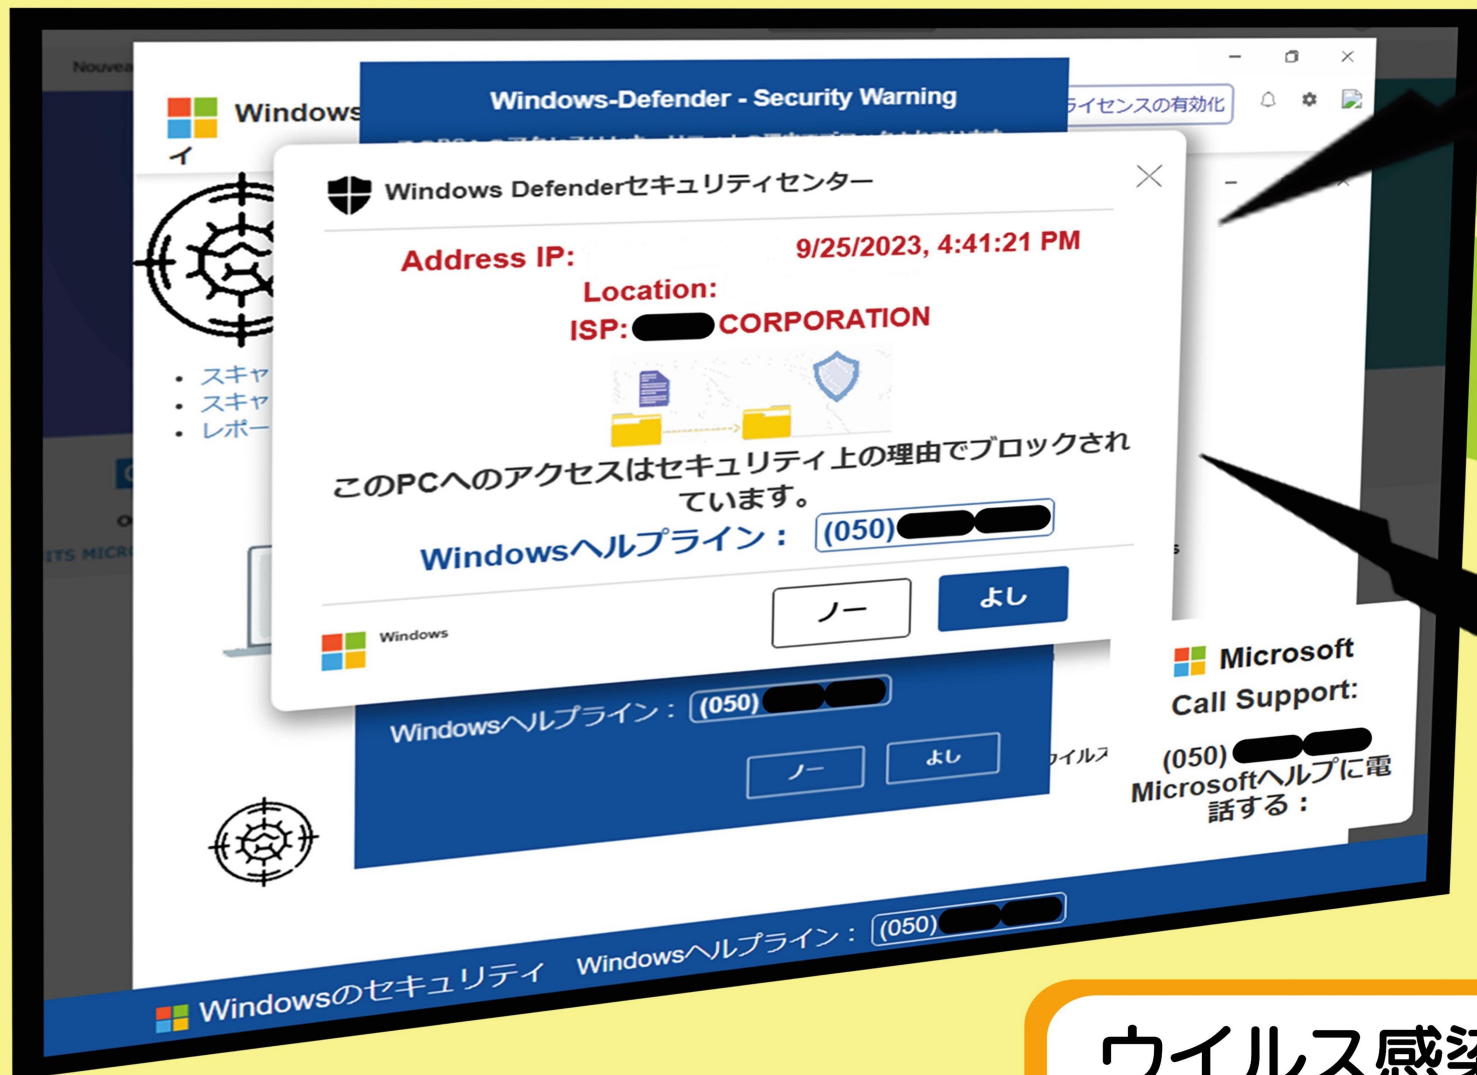 Windows
イ
Windows-Defender - Security Warning
ライセンスの有効化
Windows Defenderセキュリティセンター
Address IP:
9/25/2023, 4:41:21 PM
Location:
ISP:
CORPORATION
スキャ
スキャ
レポー
このPCへのアクセスはセキュリティ上の理由でブロックされ
ています。
Windowsヘルプライン：
(050)
ノー
よし
Windows
Windowsヘルプライン：
(050)
ノー
よし
ウイルス
Microsoft
Call Support:
(050)
Microsoftヘルプに電
話する：
Windowsのセキュリティ
Windowsヘルプライン：
(050)
ウイルス感染